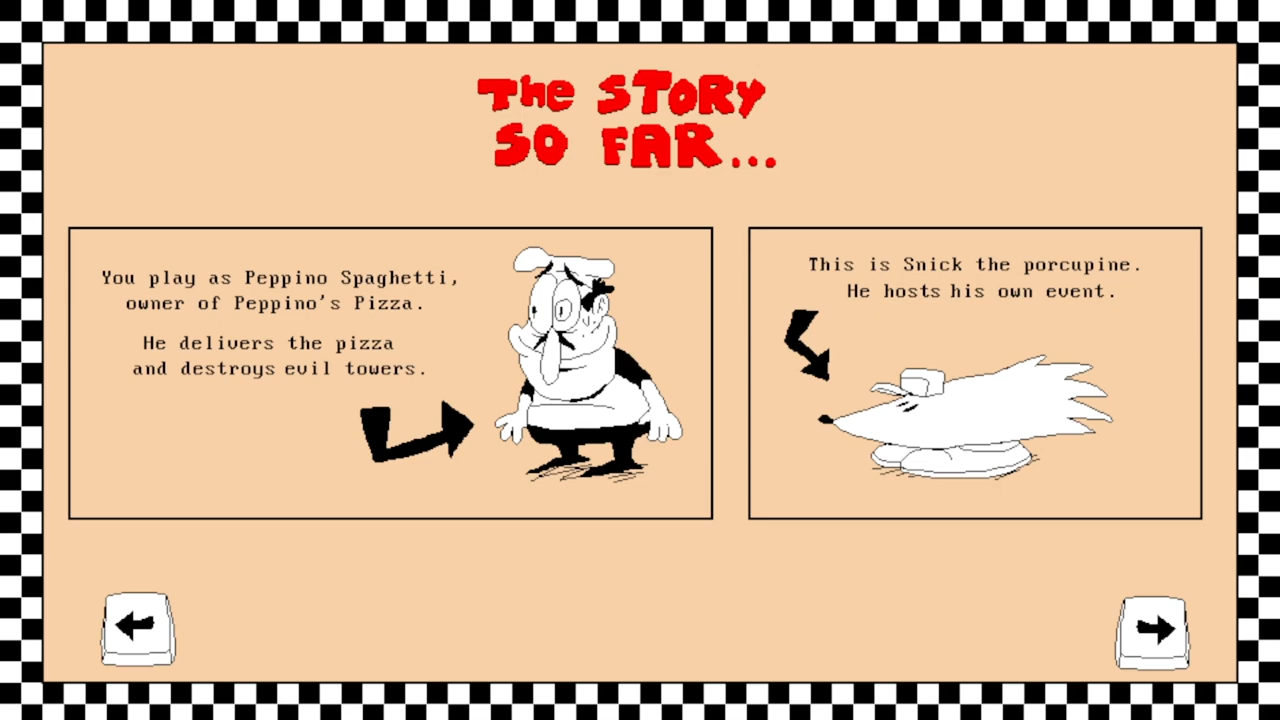 The STORY
SO FAR...
You play as Peppino Spaghetti,
owner of Peppino's Pizza.
He delivers the pizza
and destroys evil towers.
This is Snick the porcupine.
He hosts his own event.